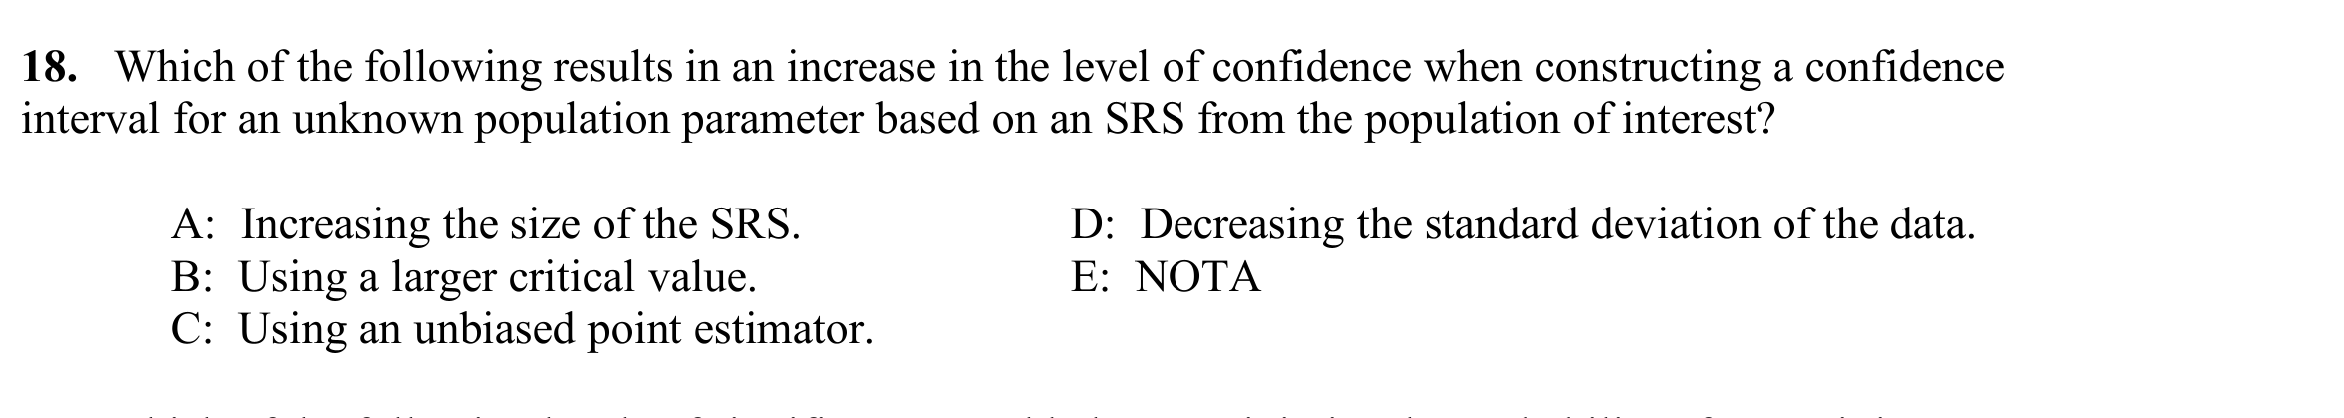 18. Which of the following results in an increase in the level of confidence when constructing a confidence
interval for an unknown population parameter based on an SRS from the population of interest?
A: Increasing the size of the SRS.
B: Using a larger critical value.
C: Using an unbiased point estimator.
D: Decreasing the standard deviation of the data.
E: NOTA